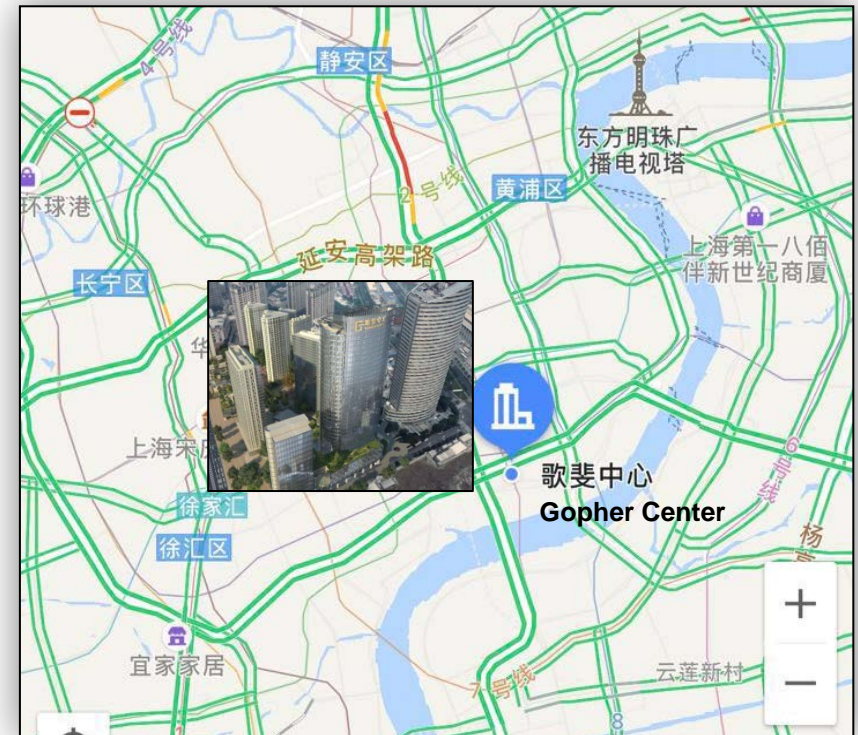 4号线
静安区
东方明珠广
播电视塔
2号线
黄浦区
环球港
上海第一八佰
伴新世纪商厦
延安高架路
长宁区
华
上海宋庆
6号线
歌斐中心
Gopher Center
徐家汇
徐汇区
杨高
宜家家居
云莲新村
7号线
8
1